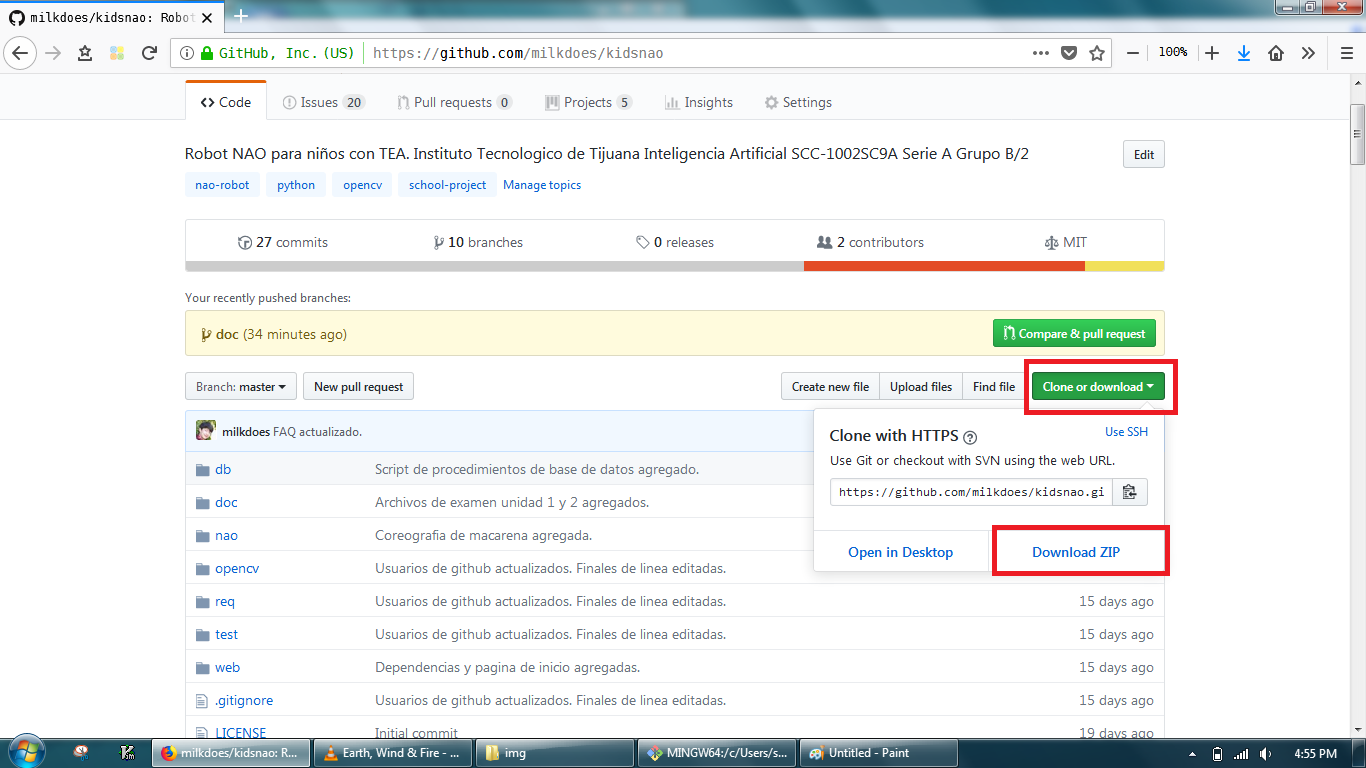 milkdoes/kidsnao: Robot
GitHub, Inc. (US) https://github.com/milkdoes/kidsnao 100%
Code Issues 20 Pull requests 0 Projects 5 Insights Settings
Robot NAO para niños con TEA. Instituto Tecnologico de Tijuana Inteligencia Artificial SCC-1002SC9A Serie A Grupo B/2 Edit
nao-robot python opencv school-project Manage topics
27 commits 10 branches 0 releases 2 contributors MIT
Your recently pushed branches:
doc (34 minutes ago) Compare & pull request
Branch: master New pull request Create new file Upload files Find file Clone or download
milkdoes FAQ actualizado.
Clone with HTTPS Use SSH
Use Git or checkout with SVN using the web URL.
https://github.com/milkdoes/kidsnao.gi
Open in Desktop Download ZIP
db Script de procedimientos de base de datos agregado.
doc Archivos de examen unidad 1 y 2 agregados.
nao Coreografia de macarena agregada.
opencv Usuarios de github actualizados. Finales de linea editadas.
req Usuarios de github actualizados. Finales de linea editadas. 15 days ago
test Usuarios de github actualizados. Finales de linea editadas. 15 days ago
web Dependencias y pagina de inicio agregadas. 15 days ago
.gitignore Usuarios de github actualizados. Finales de linea editadas. 15 days ago
LICENSE Initial commit 19 days ago
milkdoes/kidsnao: R... Earth, Wind & Fire - ... img MINGW64:/c/Users/s... Untitled - Paint 4:55 PM